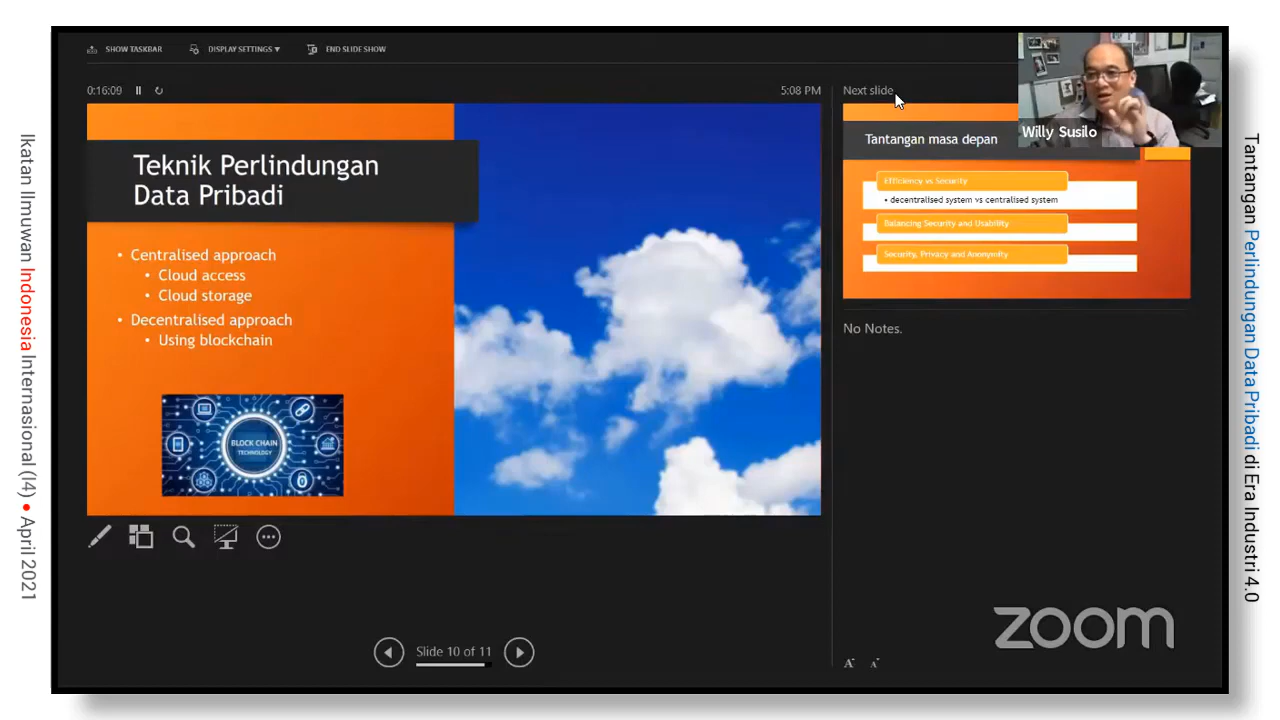 SHOW TASKBAR
DISPLAY SETTINGS ▾
END SLIDE SHOW
0:16:09
5:08 PM
Next slide
Willy Susilo
Teknik Perlindungan
Data Pribadi
• Centralised approach
• Cloud access
• Cloud storage
• Decentralised approach
• Using blockchain
BLOCK CHAIN
TECHNOLOGY
Tantangan masa depan
Efficiency vs Security
• decentralised system vs centralised system
Balancing Security and Usability
Security, Privacy and Anonymity
No Notes.
Slide 10 of 11
A A
zoom
Ikatan Ilmuwan Indonesia Internasional (I4) • April 2021
Tantangan Perlindungan Data Pribadi di Era Industri 4.0